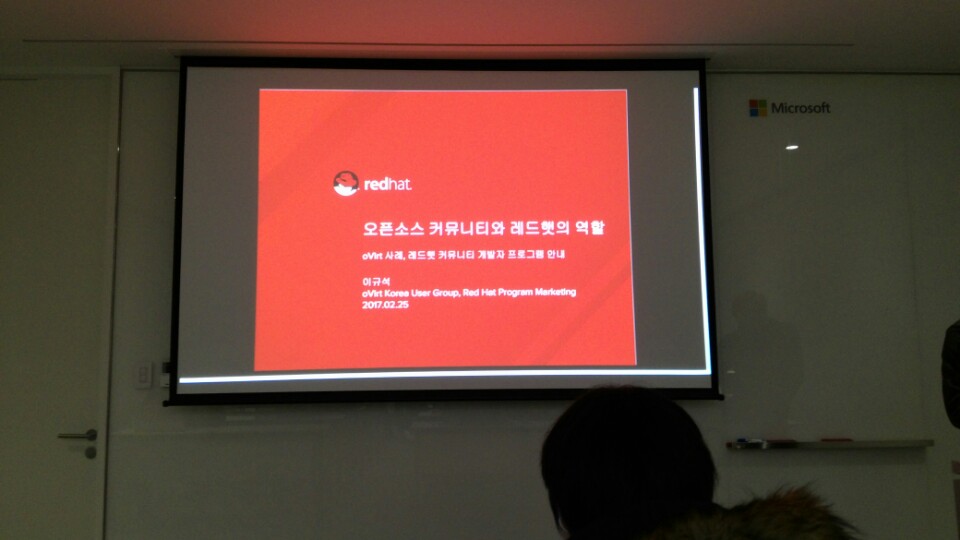 redhat.
오픈소스 커뮤니티와 레드햇의 역할
oVirt 사례, 레드햇 커뮤니티 개발자 프로그램 안내
이규석
oVirt Korea User Group, Red Hat Program Marketing
2017.02.25
Microsoft